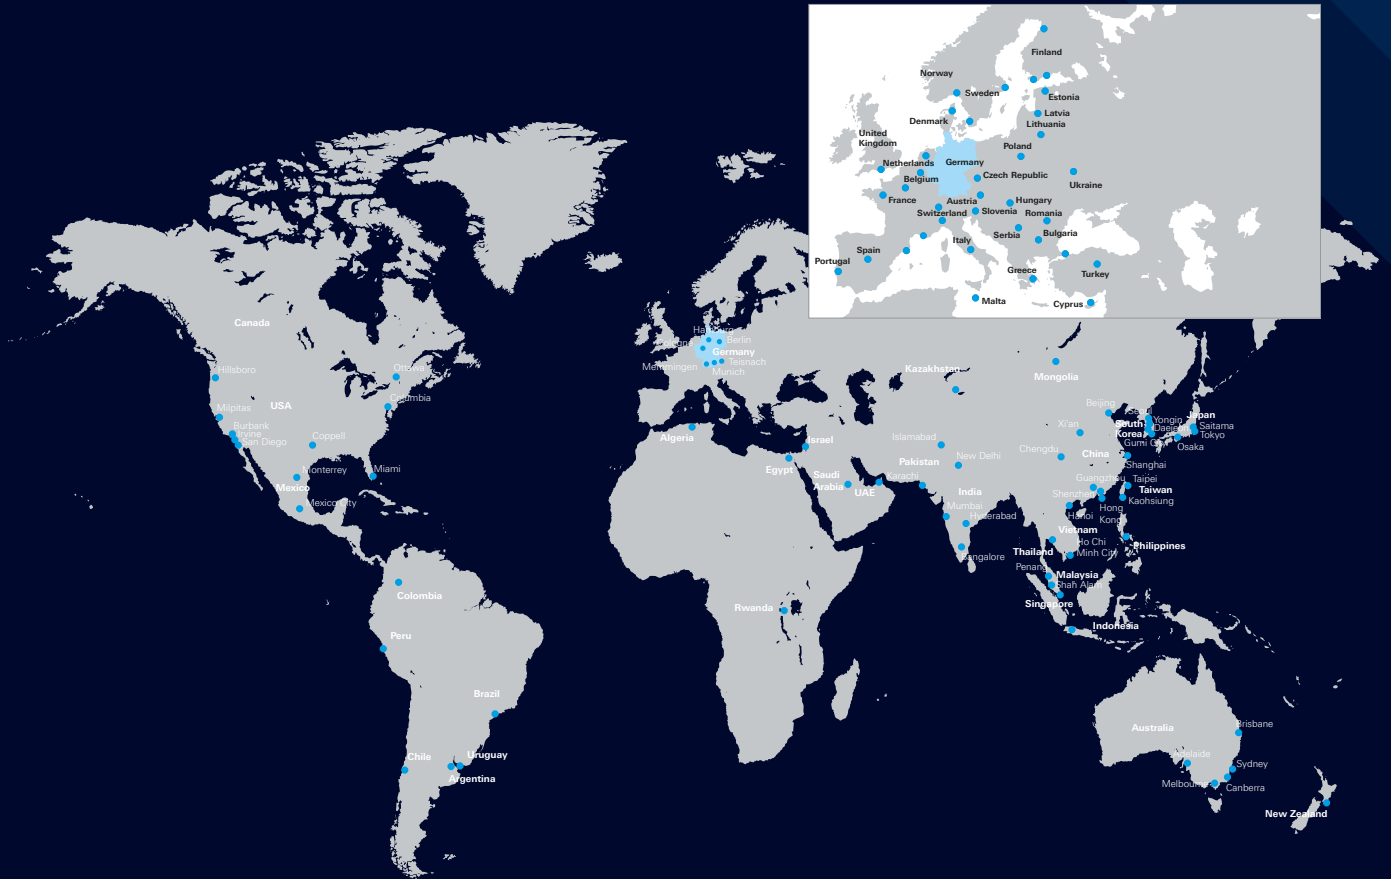 Finland
Norway
Sweden
Estonia
Latvia
Denmark
Lithuania
United
Kingdom
Poland
Netherlands
Germany
Belgium
Czech Republic
Ukraine
France
Austria
Hungary
Switzerland
Slovenia
Romania
Serbia
Bulgaria
Italy
Spain
Portugal
Greece
Turkey
Malta
Cyprus
Canada
Hillsboro
Ottawa
USA
Columbia
Milpitas
Burbank
Irvine
San Diego
Coppell
Monterrey
Miami
Mexico
Mexico City
Colombia
Peru
Brazil
Chile
Uruguay
Argentina
Hamburg
Berlin
Cologne
Germany
Teisnach
Memmingen
Munich
Algeria
Israel
Egypt
Saudi
Arabia
UAE
Rwanda
Kazakhstan
Mongolia
Islamabad
Pakistan
New Delhi
Karachi
India
Mumbai
Hyderabad
Bangalore
Beijing
Seoul
Yongin
South
Korea
Daejeon
Gumi City
Japan
Saitama
Tokyo
Osaka
Xi'an
Chengdu
China
Shanghai
Guangzhou
Taipei
Shenzhen
Taiwan
Kaohsiung
Hong
Kong
Hanoi
Vietnam
Ho Chi
Minh City
Thailand
Philippines
Penang
Malaysia
Shah Alam
Singapore
Indonesia
Australia
Brisbane
Adelaide
Sydney
Melbourne
Canberra
New Zealand